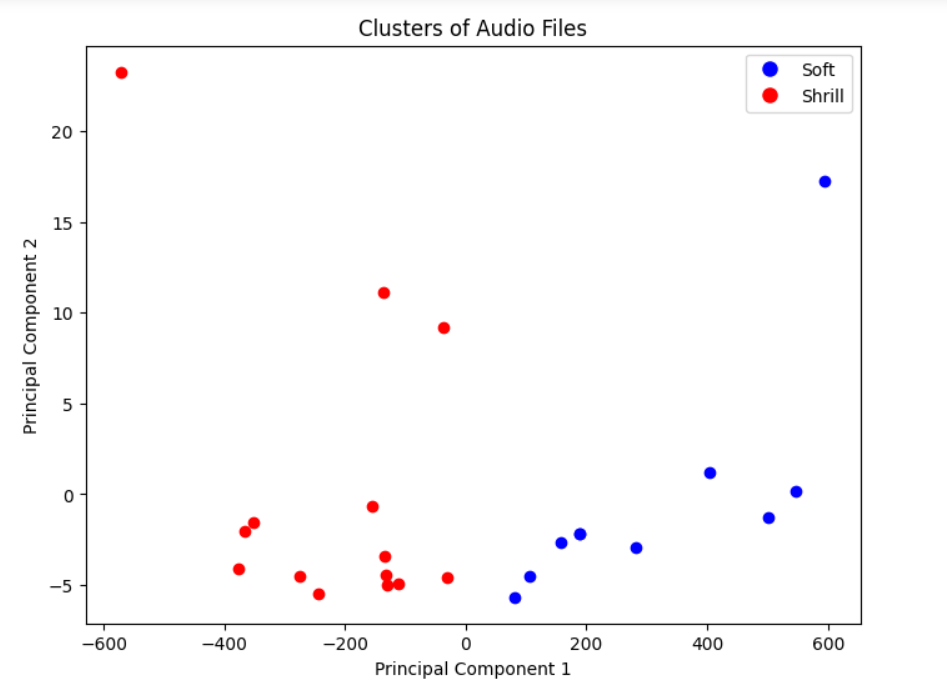 Clusters of Audio Files
Soft
Shrill
20
15
10
5
0
−5
Principal Component 2
−600
−400
−200
0
200
400
600
Principal Component 1